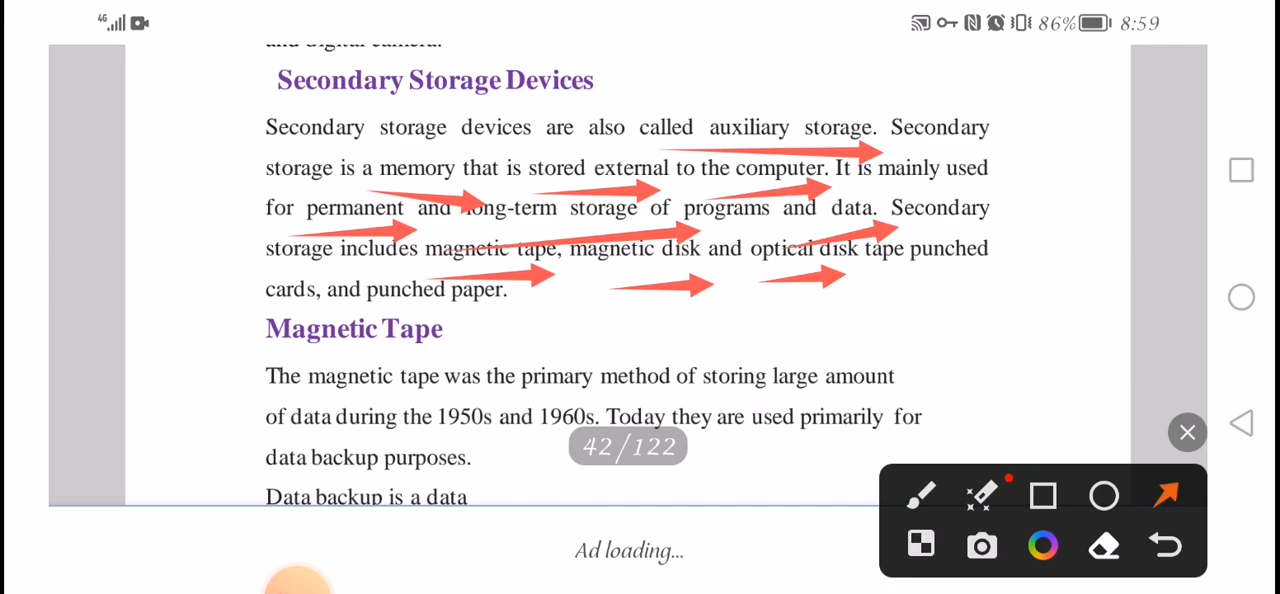 4G 86% 8:59
and digital camera.
Secondary Storage Devices
Secondary storage devices are also called auxiliary storage. Secondary
storage is a memory that is stored external to the computer. It is mainly used
for permanent and long-term storage of programs and data. Secondary
storage includes magnetic tape, magnetic disk and optical disk tape punched
cards, and punched paper.
Magnetic Tape
The magnetic tape was the primary method of storing large amount
of data during the 1950s and 1960s. Today they are used primarily for
42/122
data backup purposes.
Data backup is a data
Ad loading...